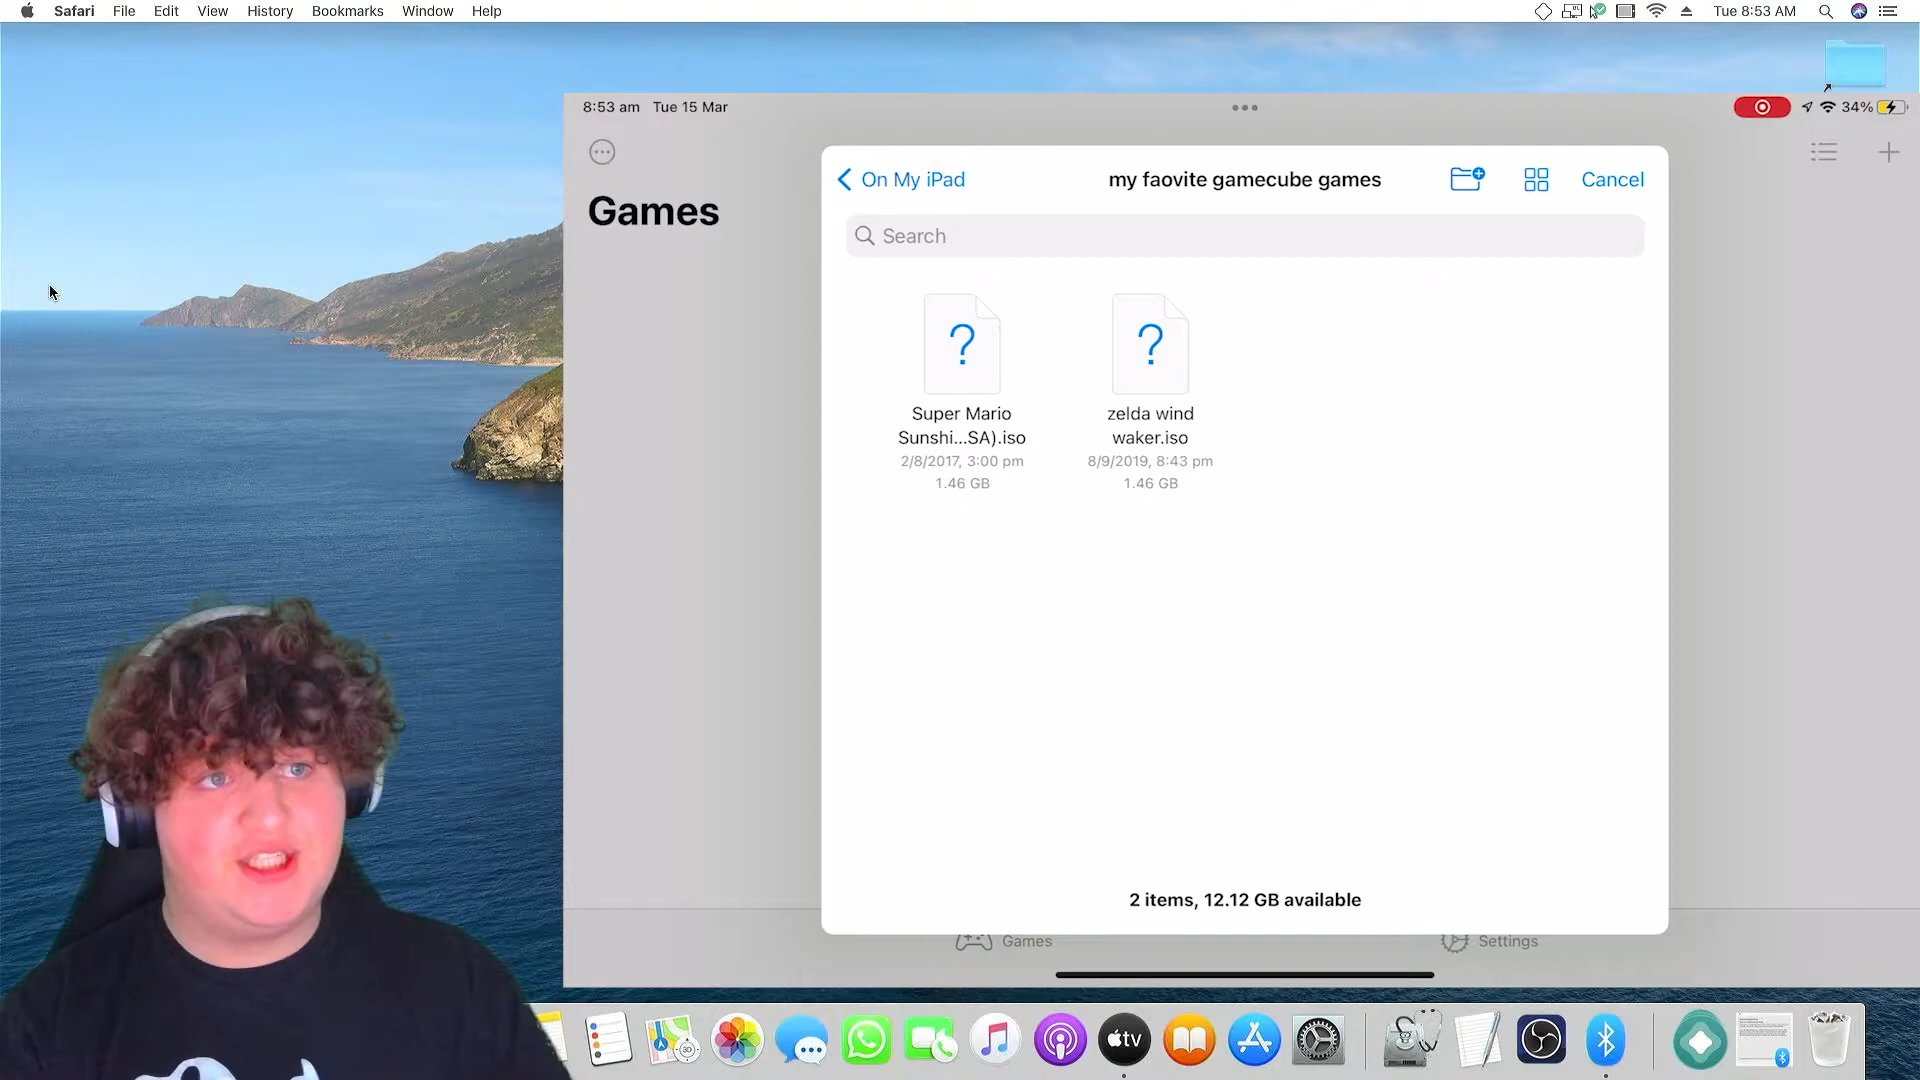 Safari File Edit View History Bookmarks Window Help
Tue 8:53 AM
8:53 am Tue 15 Mar
34%
Games
On My iPad
my faovite gamecube games
Cancel
Search
Super Mario
Sunshi...SA).iso
2/8/2017, 3:00 pm
1.46 GB
zelda wind
waker.iso
8/9/2019, 8:43 pm
1.46 GB
2 items, 12.12 GB available
Games
Settings
3D
tv